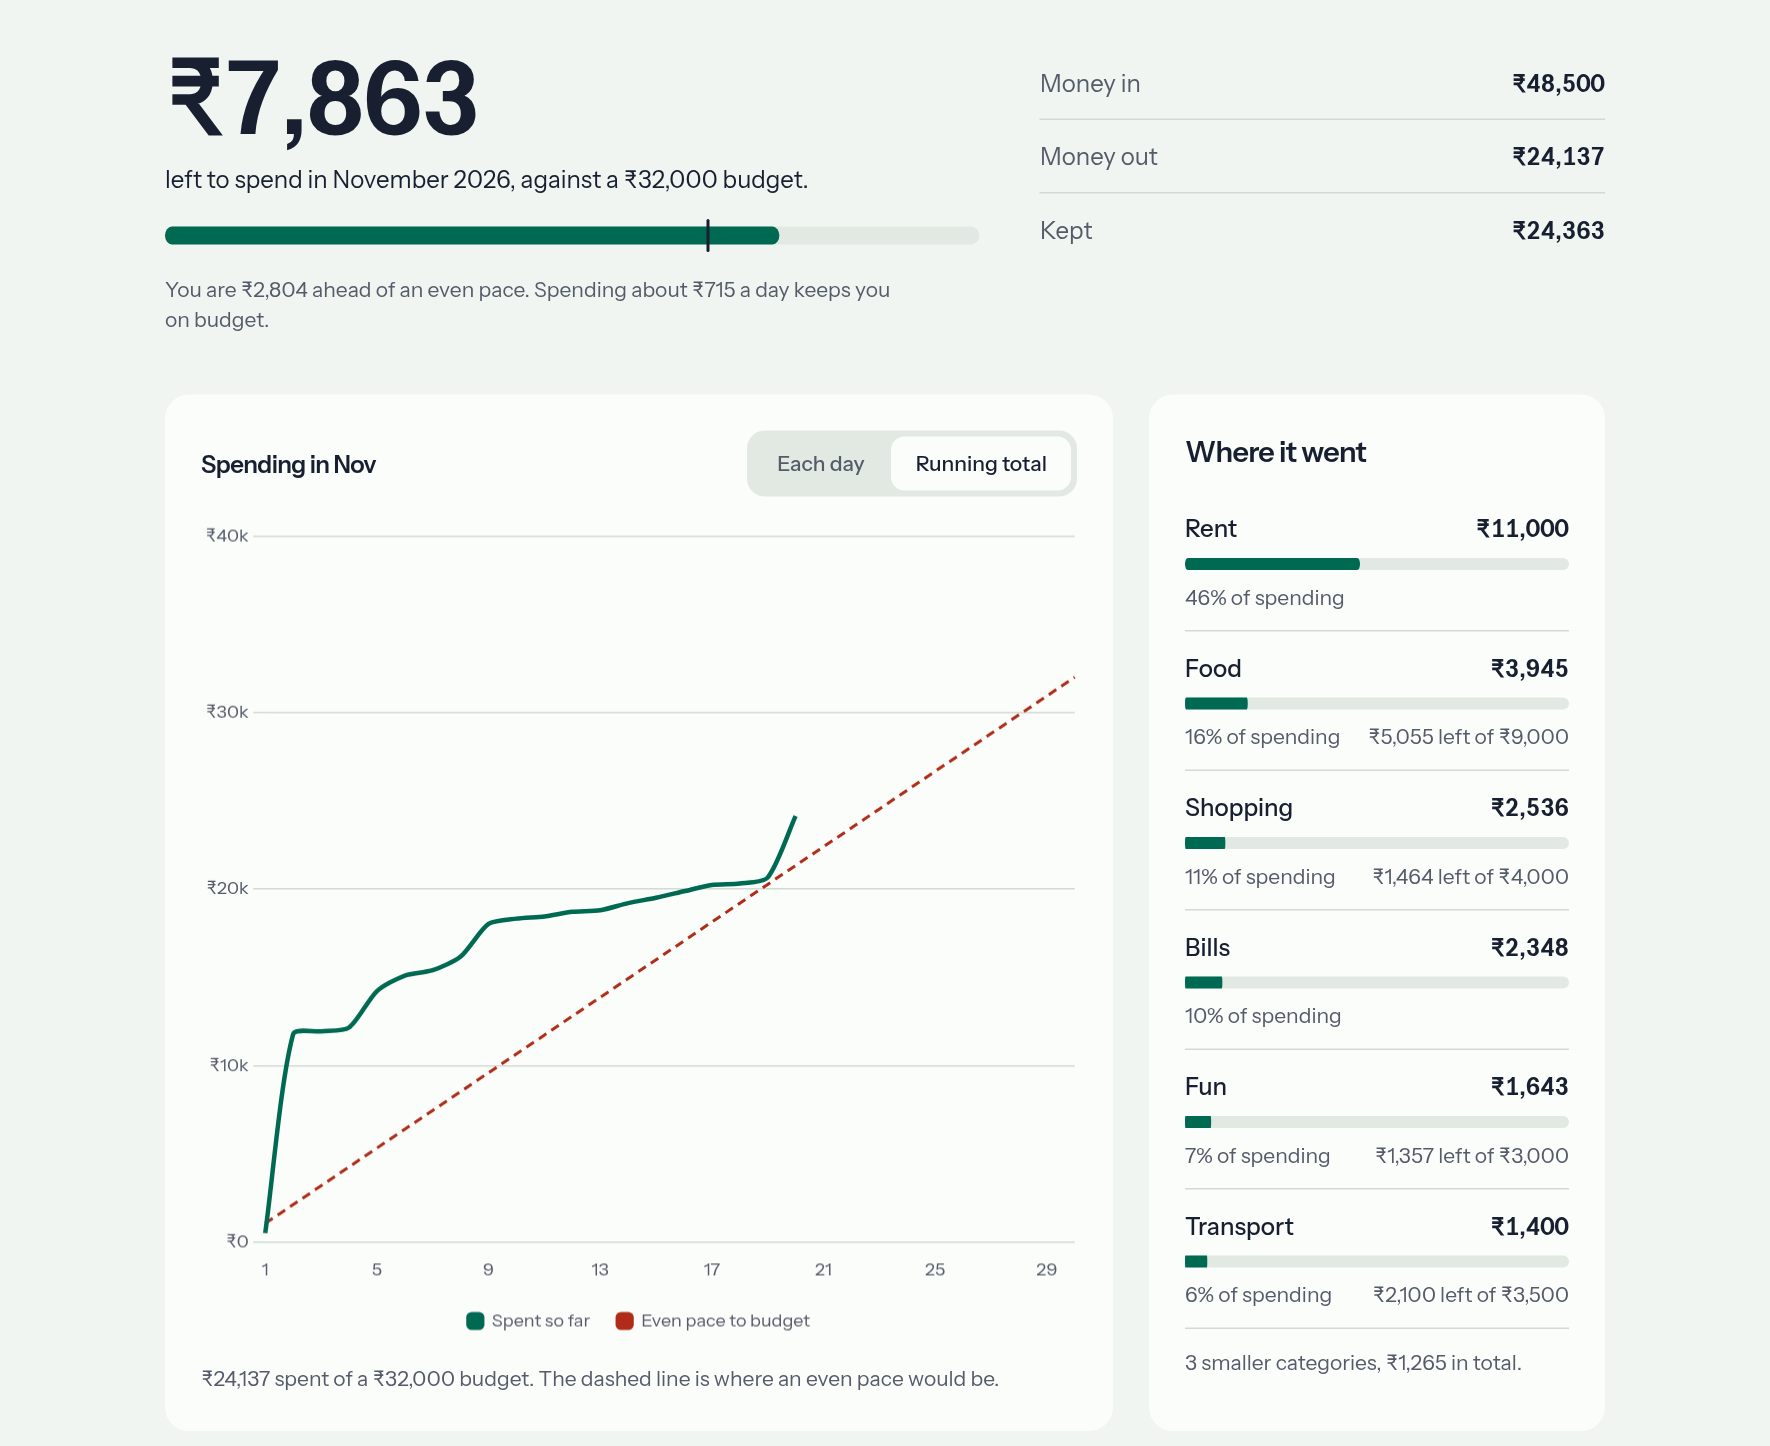 ₹7,863
left to spend in November 2026, against a ₹32,000 budget.
You are ₹2,804 ahead of an even pace. Spending about ₹715 a day keeps you
on budget.
Money in ₹48,500
Money out ₹24,137
Kept ₹24,363
Spending in Nov
Each day Running total
₹40k
₹30k
₹20k
₹10k
₹0
1 5 9 13 17 21 25 29
Spent so far Even pace to budget
₹24,137 spent of a ₹32,000 budget. The dashed line is where an even pace would be.
Where it went
Rent ₹11,000
46% of spending
Food ₹3,945
16% of spending ₹5,055 left of ₹9,000
Shopping ₹2,536
11% of spending ₹1,464 left of ₹4,000
Bills ₹2,348
10% of spending
Fun ₹1,643
7% of spending ₹1,357 left of ₹3,000
Transport ₹1,400
6% of spending ₹2,100 left of ₹3,500
3 smaller categories, ₹1,265 in total.